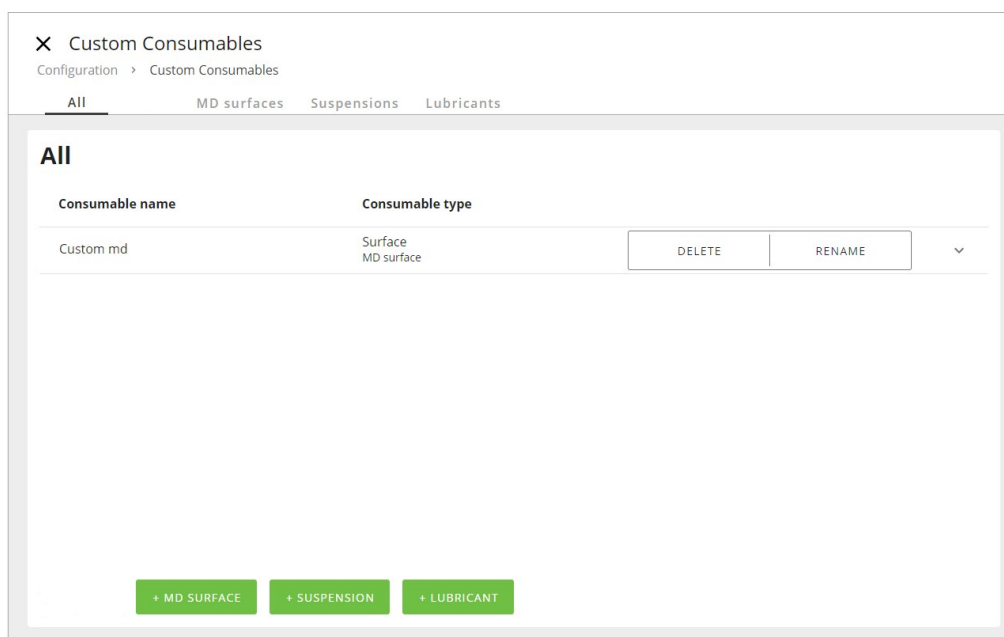 Custom Consumables
Configuration > Custom Consumables
All MD surfaces Suspensions Lubricants
All
Consumable name Consumable type
Custom md Surface DELETE RENAME
MD surface
+ MD SURFACE + SUSPENSION + LUBRICANT